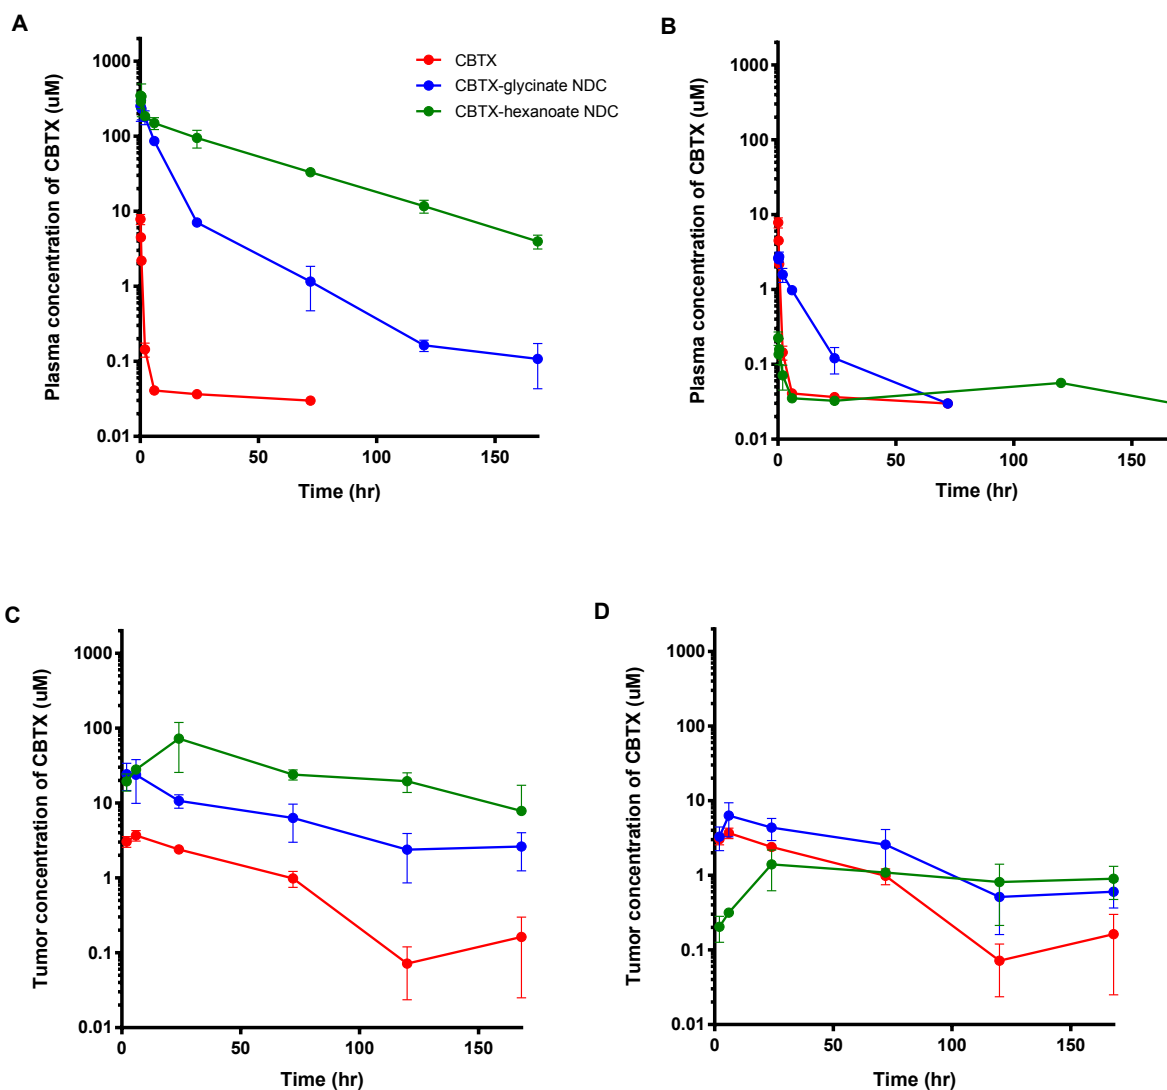 A
1000
100
10
1
0.1
0.01
0
50
100
150
Plasma concentration of CBTX (uM)
Time (hr)
CBTX
CBTX-glycinate NDC
CBTX-hexanoate NDC
B
1000
100
10
1
0.1
0.01
0
50
100
150
Plasma concentration CBTX (uM)
Time (hr)
C
1000
100
10
1
0.1
0.01
0
50
100
150
Tumor concentration of CBTX (uM)
Time (hr)
D
1000
100
10
1
0.1
0.01
0
50
100
150
Tumor concentration of CBTX (uM)
Time (hr)